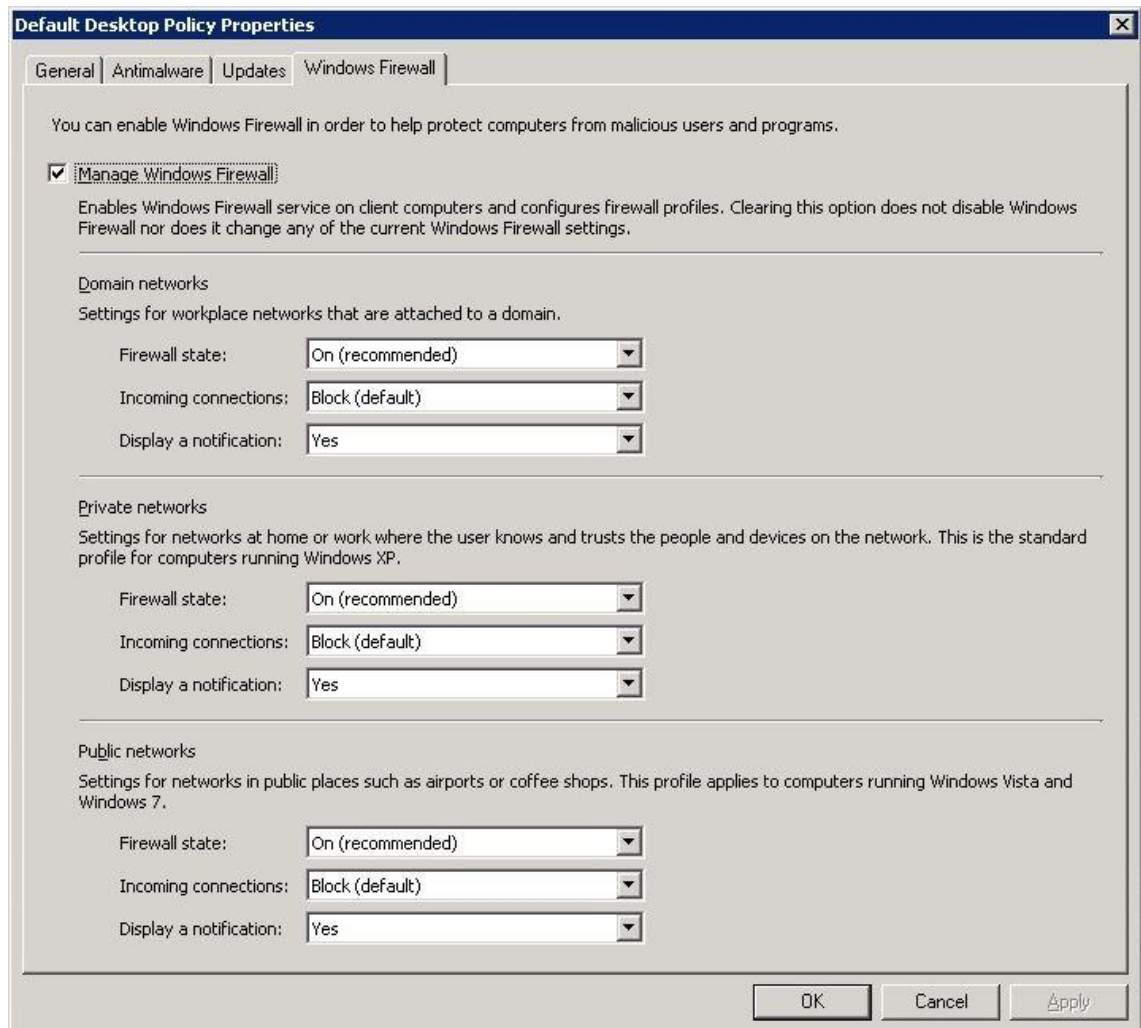 Default Desktop Policy Properties
General
Antimalware
Updates
Windows Firewall
You can enable Windows Firewall in order to help protect computers from malicious users and programs.
Manage Windows Firewall
Enables Windows Firewall service on client computers and configures firewall profiles. Clearing this option does not disable Windows
Firewall nor does it change any of the current Windows Firewall settings.
Domain networks
Settings for workplace networks that are attached to a domain.
Firewall state: On (recommended)
Incoming connections: Block (default)
Display a notification: Yes
Private networks
Settings for networks at home or work where the user knows and trusts the people and devices on the network. This is the standard
profile for computers running Windows XP.
Firewall state: On (recommended)
Incoming connections: Block (default)
Display a notification: Yes
Public networks
Settings for networks in public places such as airports or coffee shops. This profile applies to computers running Windows Vista and
Windows 7.
Firewall state: On (recommended)
Incoming connections: Block (default)
Display a notification: Yes
OK
Cancel
Apply